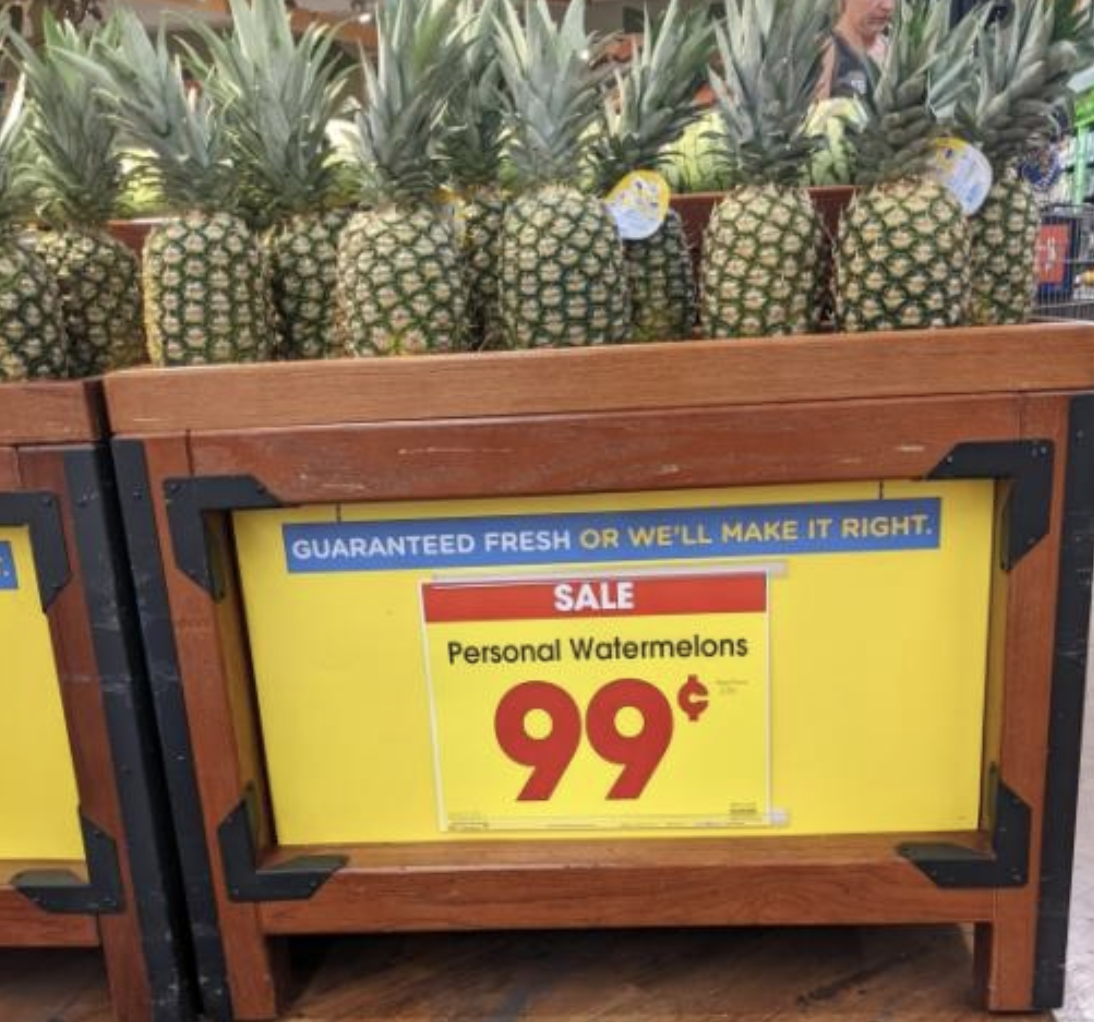 GUARANTEED FRESH OR WE'LL MAKE IT RIGHT.
SALE
Personal Watermelons
99¢